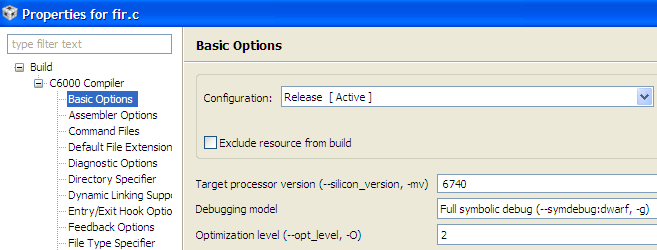 Properties for fir.c
type filter text
Build
C6000 Compiler
Basic Options
Assembler Options
Command Files
Default File Extension
Diagnostic Options
Directory Specifier
Dynamic Linking Suppo
Entry/Exit Hook Optio
Feedback Options
File Type Specifier
Basic Options
Configuration: Release [ Active ]
Exclude resource from build
Target processor version (--silicon_version, -mv) 6740
Debugging model Full symbolic debug (--symdebug:dwarf, -g)
Optimization level (--opt_level, -O) 2